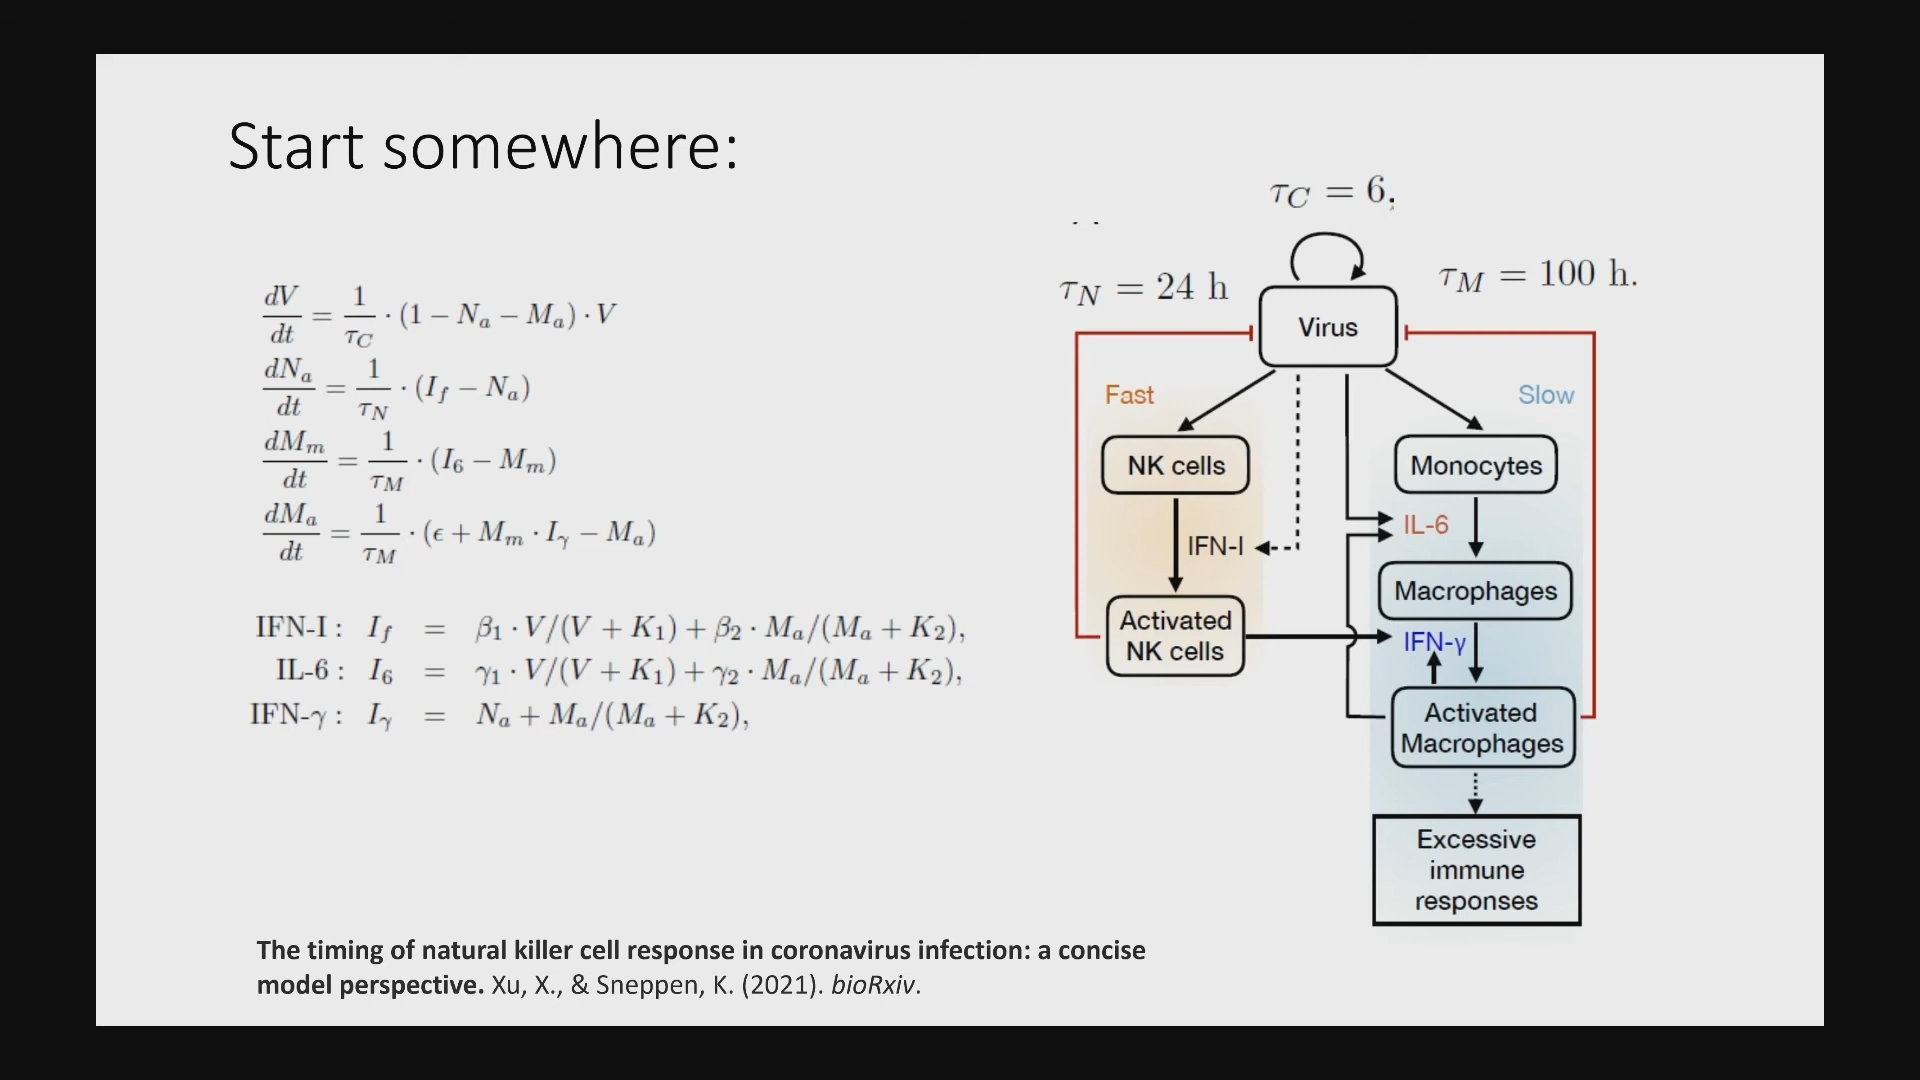 Start somewhere:
dV/dt = 1/τ_C · (1 − N_a − M_a) · V
dN_a/dt = 1/τ_N · (I_f − N_a)
dM_m/dt = 1/τ_M · (I_6 − M_m)
dM_a/dt = 1/τ_M · (ϵ + M_m · I_γ − M_a)
IFN-I : I_f = β_1 · V/(V + K_1) + β_2 · M_a/(M_a + K_2),
IL-6 : I_6 = γ_1 · V/(V + K_1) + γ_2 · M_a/(M_a + K_2),
IFN-γ : I_γ = N_a + M_a/(M_a + K_2),
τ_C = 6,
τ_N = 24 h
τ_M = 100 h.
Virus
Fast
Slow
NK cells
Monocytes
IL-6
IFN-I
Macrophages
Activated
NK cells
IFN-γ
Activated
Macrophages
Excessive
immune
responses
The timing of natural killer cell response in coronavirus infection: a concise
model perspective. Xu, X., & Sneppen, K. (2021). bioRxiv.